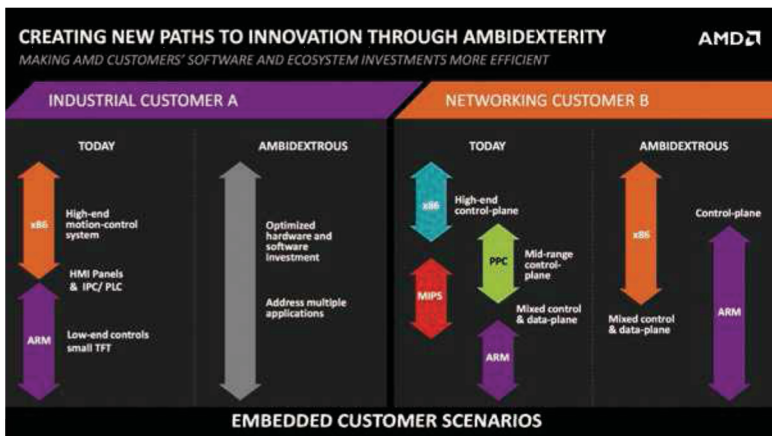 CREATING NEW PATHS TO INNOVATION THROUGH AMBIDEXTERITY
AMD
MAKING AMD CUSTOMERS' SOFTWARE AND ECOSYSTEM INVESTMENTS MORE EFFICIENT
INDUSTRIAL CUSTOMER A
TODAY
x86
High-end
motion-control
system
HMI Panels
& IPC/ PLC
ARM
Low-end controls
small TFT
AMBIDEXTROUS
Optimized
hardware and
software
investment
Address multiple
applications
NETWORKING CUSTOMER B
TODAY
x86
High-end
control-plane
PPC
Mid-range
control-
plane
MIPS
Mixed control
& data-plane
ARM
AMBIDEXTROUS
x86
Mixed control
& data-plane
Control-plane
ARM
EMBEDDED CUSTOMER SCENARIOS